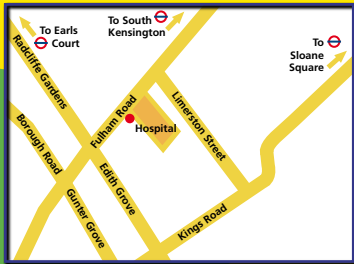 To South
Kensington
To Earls
Court
To
Sloane
Square
Radcliffe Gardens
Fulham Road
Limerston Street
Borough Road
Hospital
Edith Grove
Gunter Grove
Kings Road